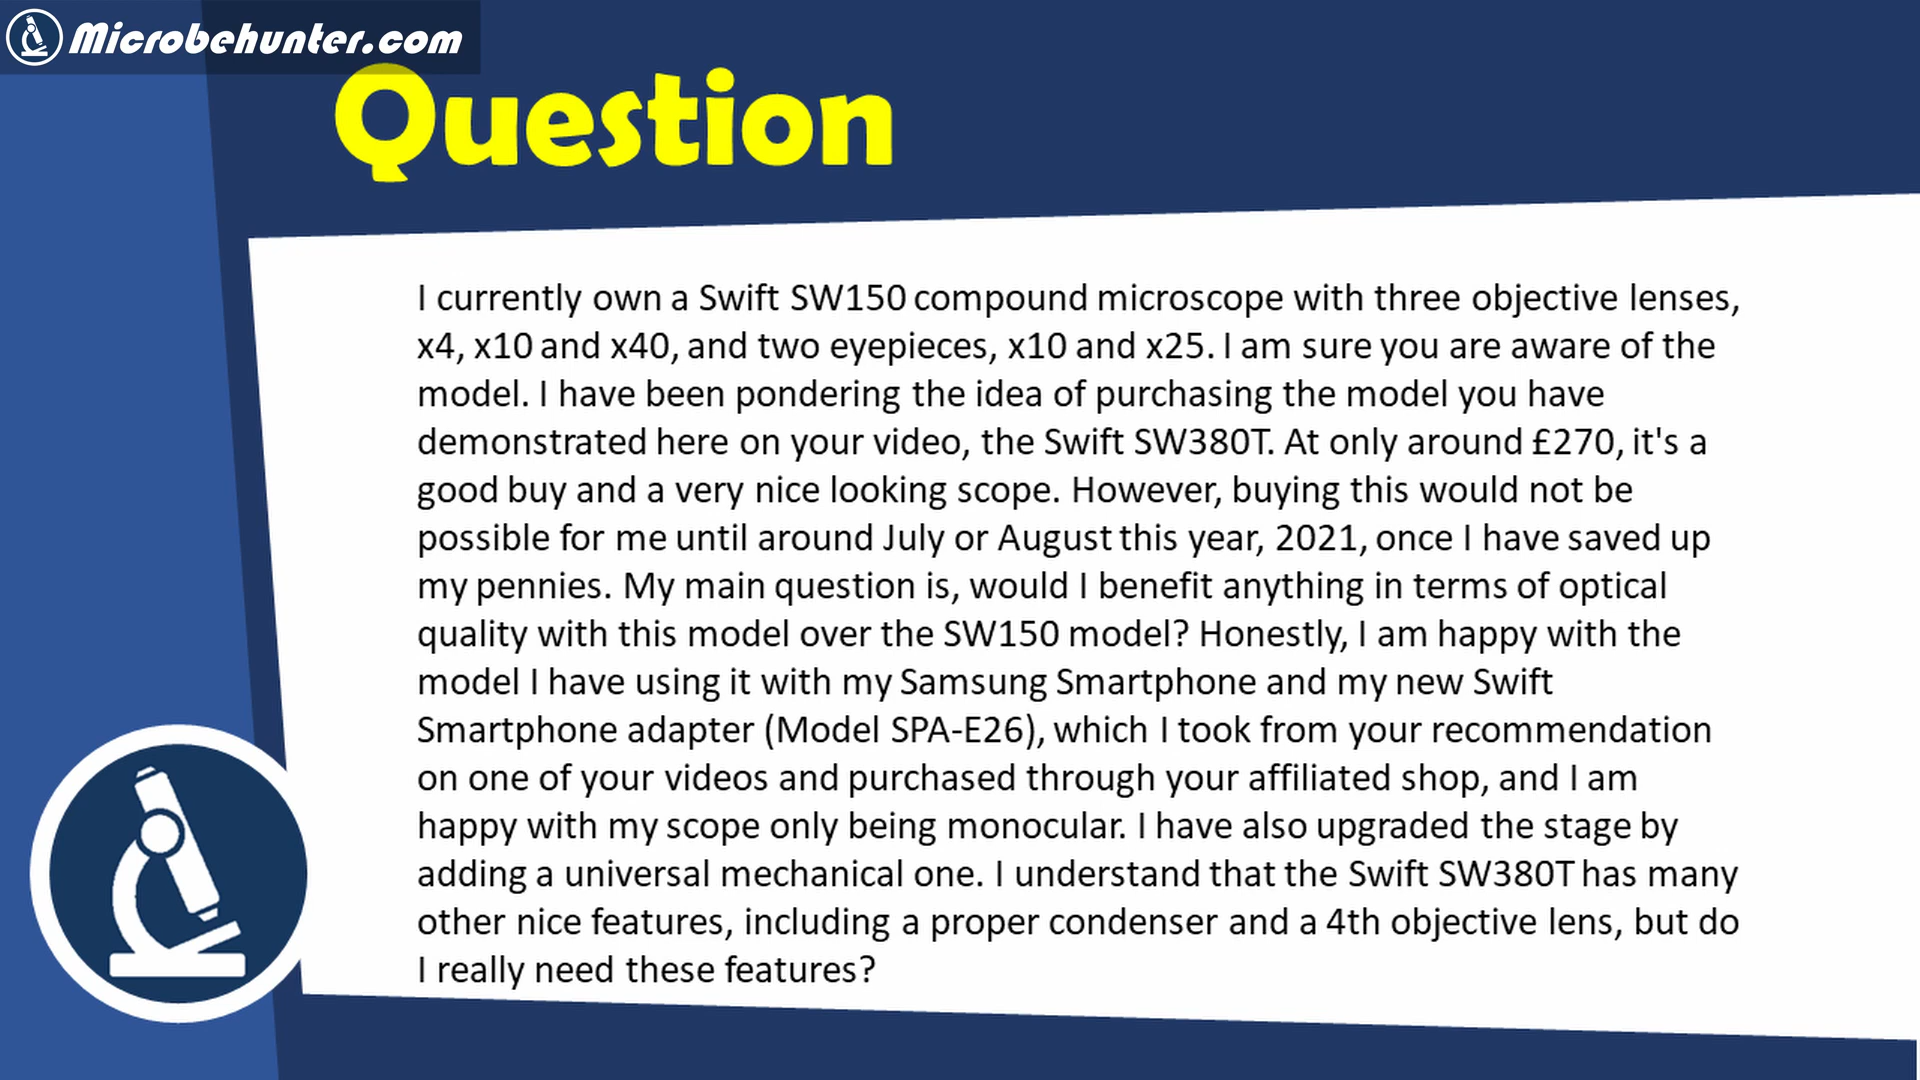 Microbehunter.com
Question
I currently own a Swift SW150 compound microscope with three objective lenses,
x4, x10 and x40, and two eyepieces, x10 and x25. I am sure you are aware of the
model. I have been pondering the idea of purchasing the model you have
demonstrated here on your video, the Swift SW380T. At only around £270, it's a
good buy and a very nice looking scope. However, buying this would not be
possible for me until around July or August this year, 2021, once I have saved up
my pennies. My main question is, would I benefit anything in terms of optical
quality with this model over the SW150 model? Honestly, I am happy with the
model I have using it with my Samsung Smartphone and my new Swift
Smartphone adapter (Model SPA-E26), which I took from your recommendation
on one of your videos and purchased through your affiliated shop, and I am
happy with my scope only being monocular. I have also upgraded the stage by
adding a universal mechanical one. I understand that the Swift SW380T has many
other nice features, including a proper condenser and a 4th objective lens, but do
I really need these features?